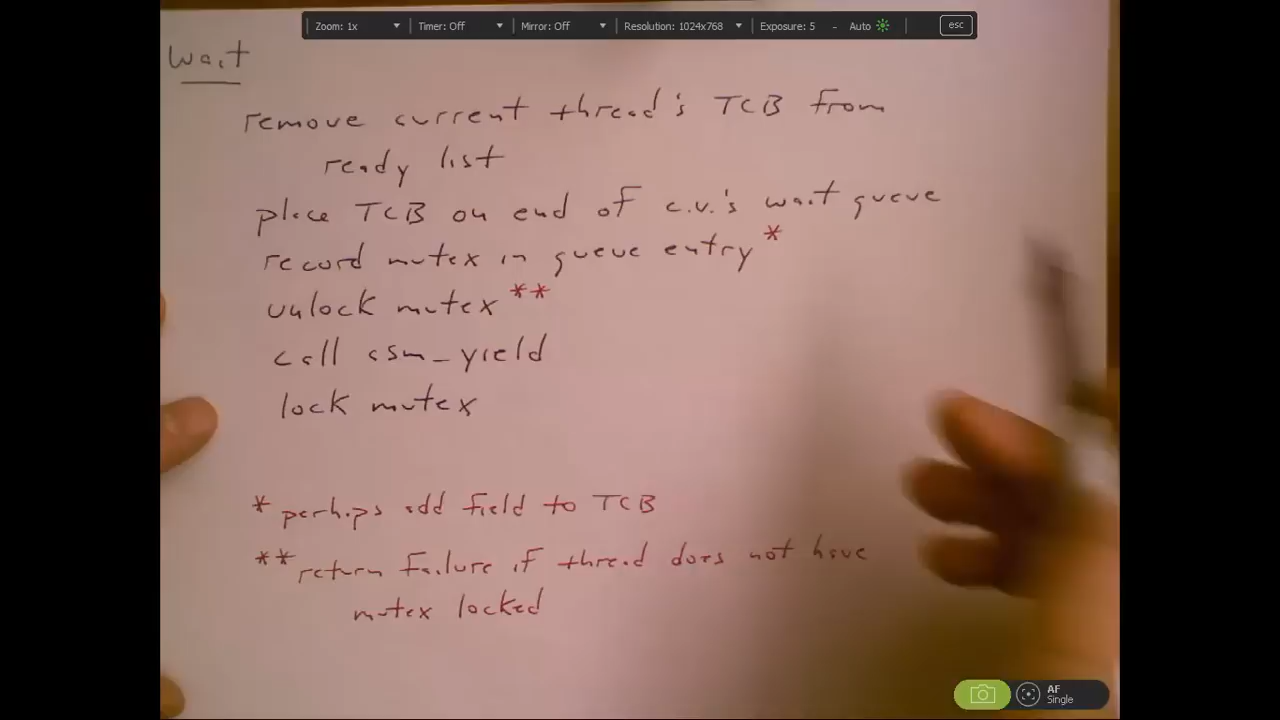 Zoom: 1x Timer: Off Mirror: Off Resolution: 1024x768 Exposure: 5 - Auto esc
wait
remove current thread's TCB from
ready list
place TCB on end of c.v.'s wait queue
record mutex in queue entry *
unlock mutex **
call asm_yield
lock mutex
* perhaps add field to TCB
** return failure if thread does not have
mutex locked
AF
Single